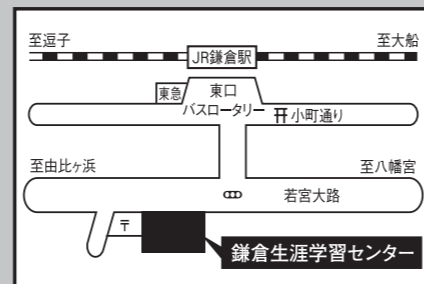 至逗子
至大船
JR鎌倉駅
東急
東口
バスロータリー
小町通り
至由比ヶ浜
至八幡宮
若宮大路
〒
鎌倉生涯学習センター